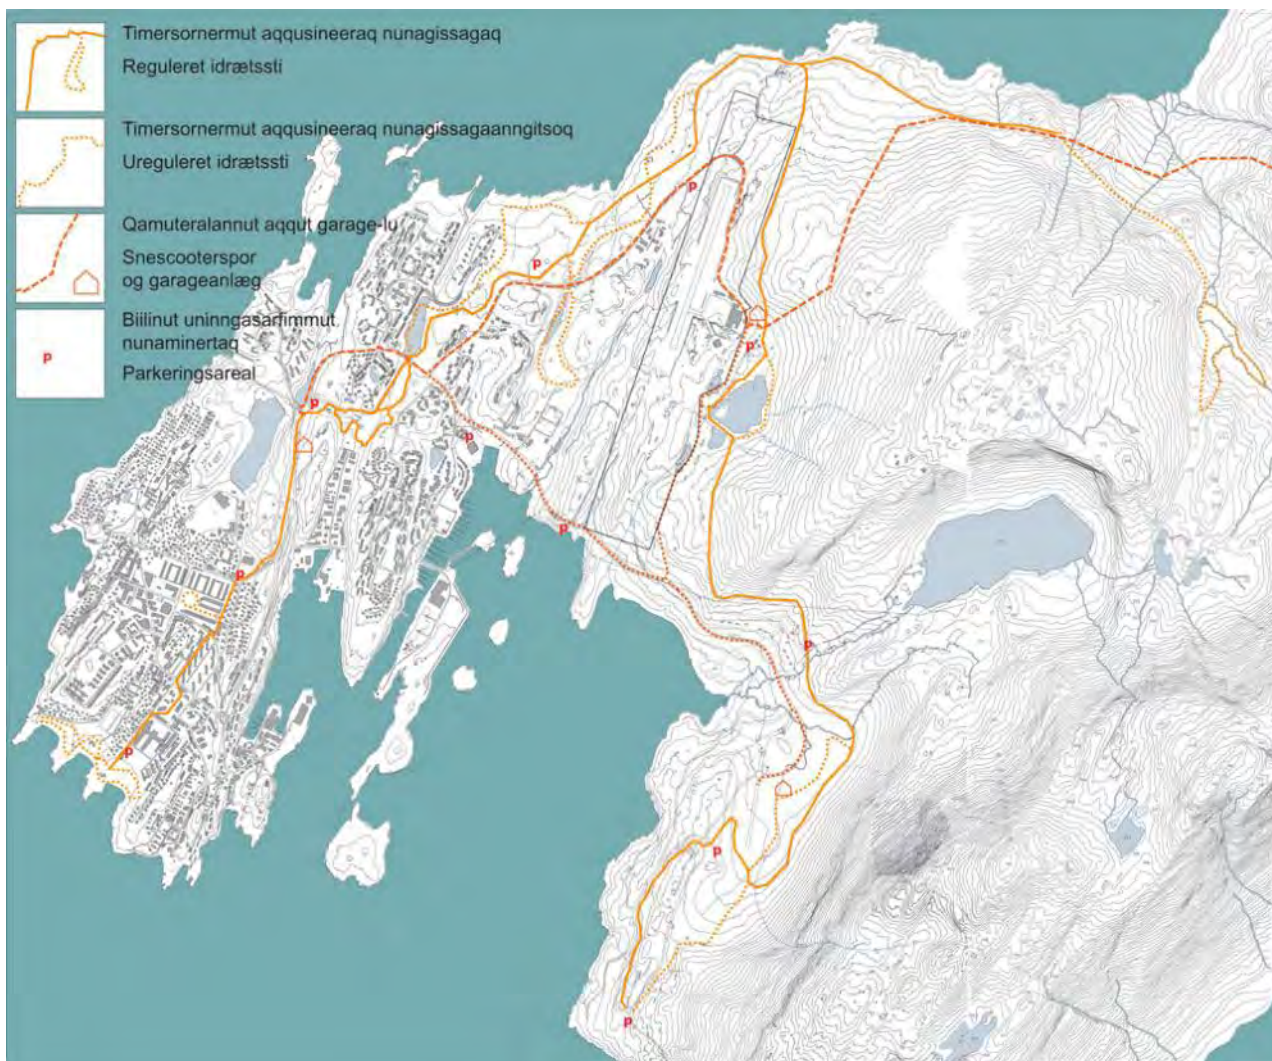 Timersornermut aqqusineeraq nunagissagaq
Reguleret idrætssti
Timersornermut aqqusineeraq nunagissagaanngitsoq
Ureguleret idrætssti
Qamuteralannut aqqut garage-lu
Snescooterspor
og garageanlæg
Biilinut uninngasarfimmut
nunaminertaq
p
Parkeringsareal
p
p
p
p
p
p
p
p
p
p
p